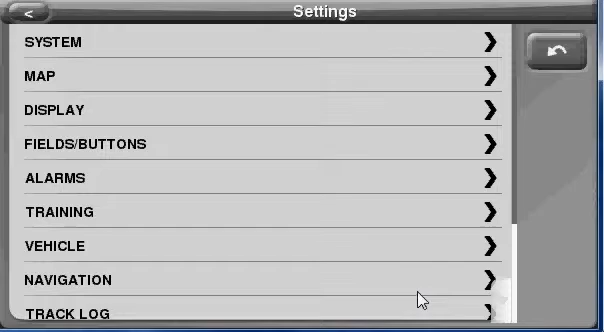 <
Settings
SYSTEM
MAP
DISPLAY
FIELDS/BUTTONS
ALARMS
TRAINING
VEHICLE
NAVIGATION
TRACK LOG